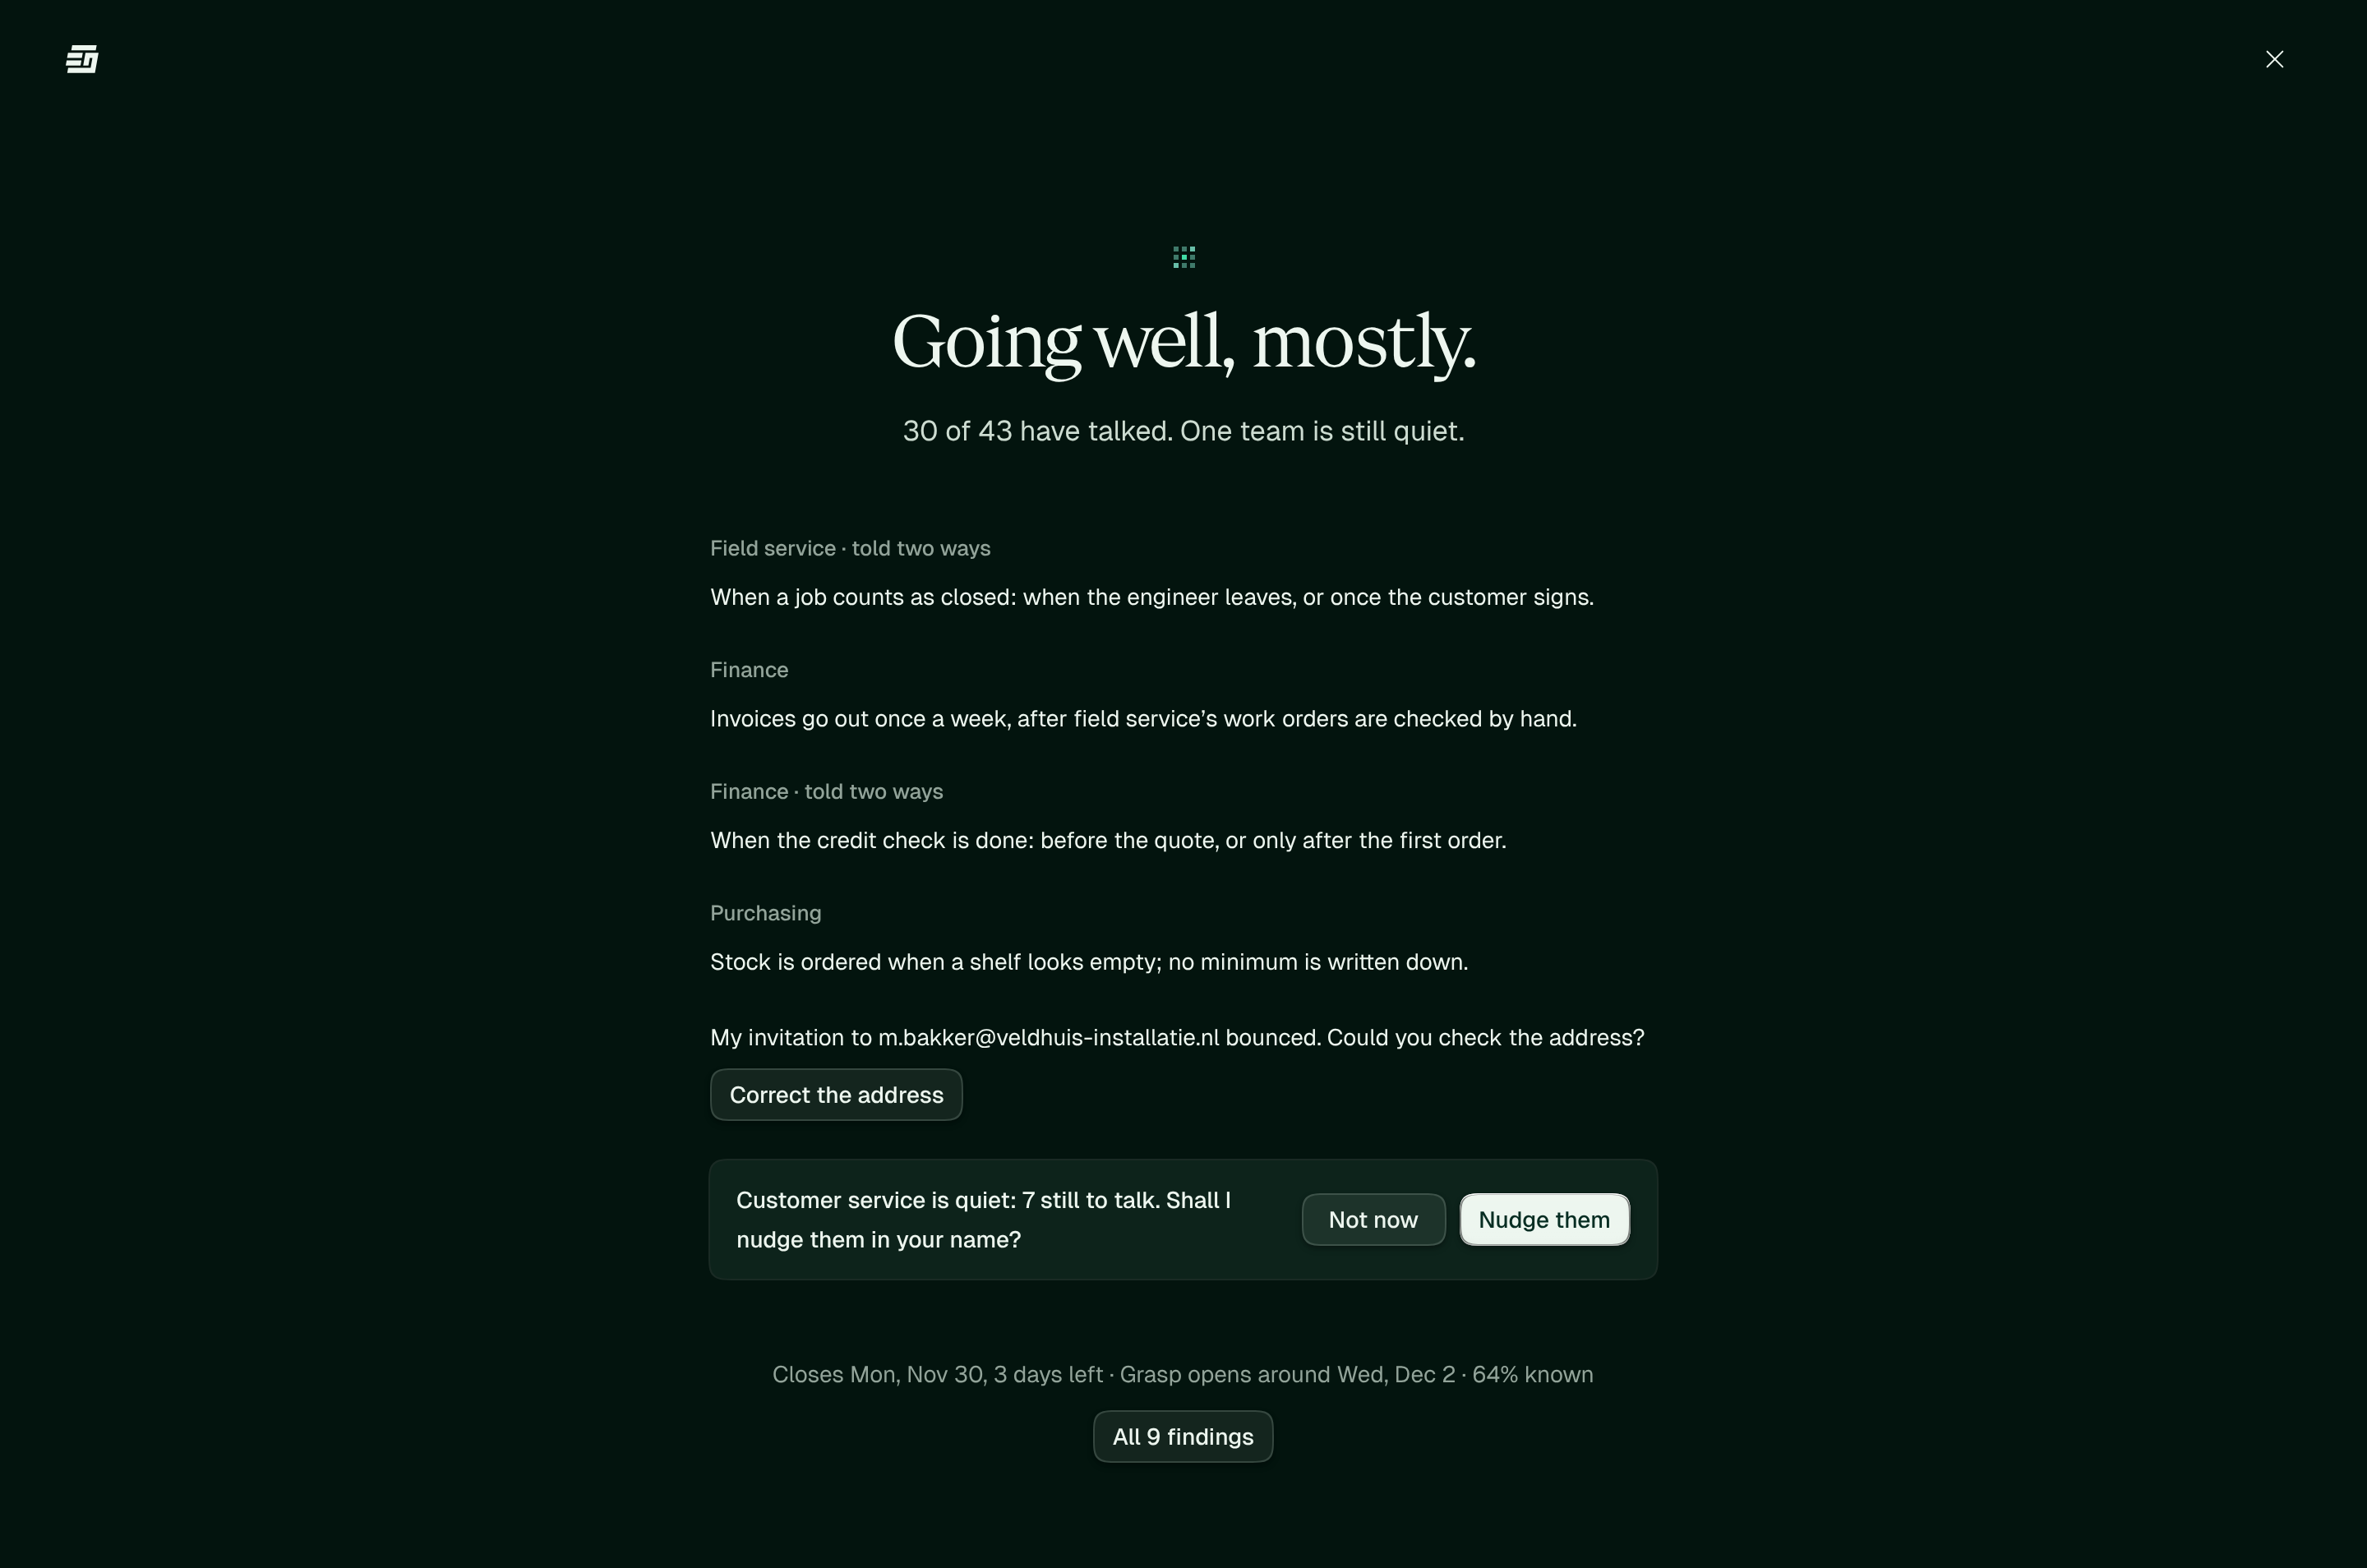 Going well, mostly.
30 of 43 have talked. One team is still quiet.
Field service · told two ways
When a job counts as closed: when the engineer leaves, or once the customer signs.
Finance
Invoices go out once a week, after field service’s work orders are checked by hand.
Finance · told two ways
When the credit check is done: before the quote, or only after the first order.
Purchasing
Stock is ordered when a shelf looks empty; no minimum is written down.
My invitation to m.bakker@veldhuis-installatie.nl bounced. Could you check the address?
Correct the address
Customer service is quiet: 7 still to talk. Shall I
nudge them in your name?
Not now
Nudge them
Closes Mon, Nov 30, 3 days left · Grasp opens around Wed, Dec 2 · 64% known
All 9 findings